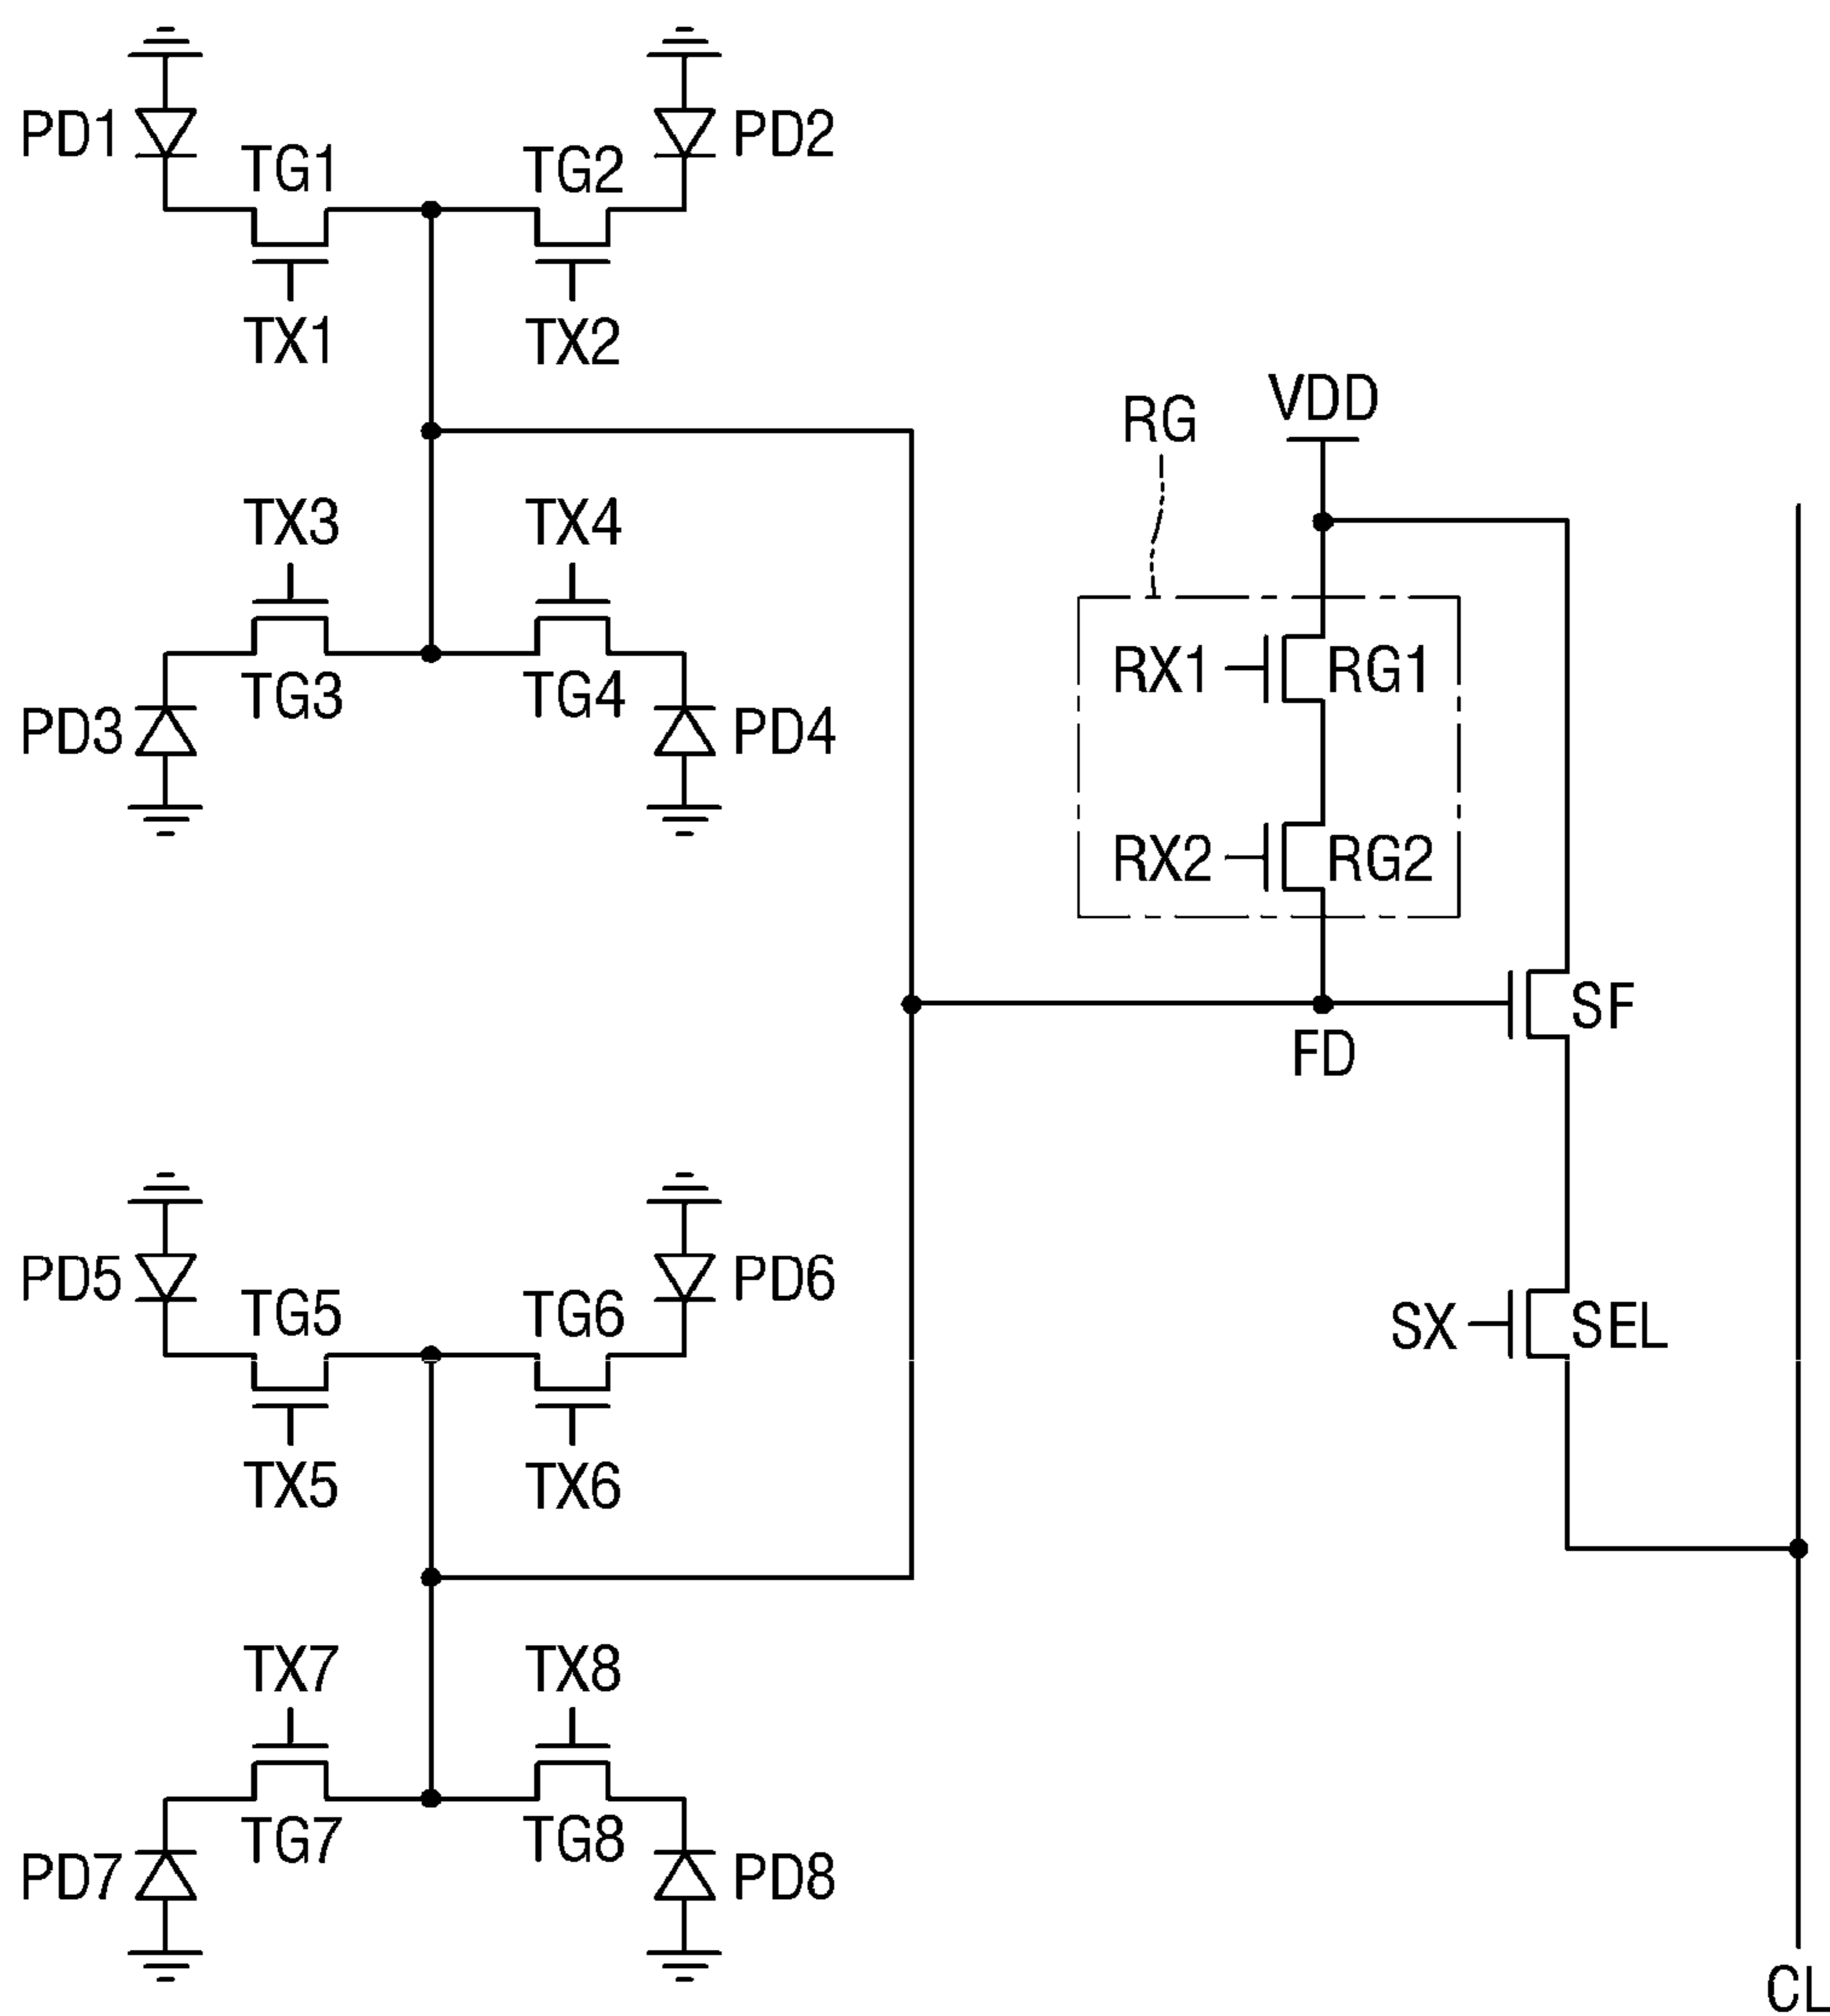 PD1
TG1
TG2
PD2
TX1
TX2
RG
VDD
TX3
TX4
RX1
RG1
PD3
TG3
TG4
PD4
RX2
RG2
SF
FD
PD5
TG5
TG6
PD6
SX
SEL
TX5
TX6
TX7
TX8
PD7
TG7
TG8
PD8
CL